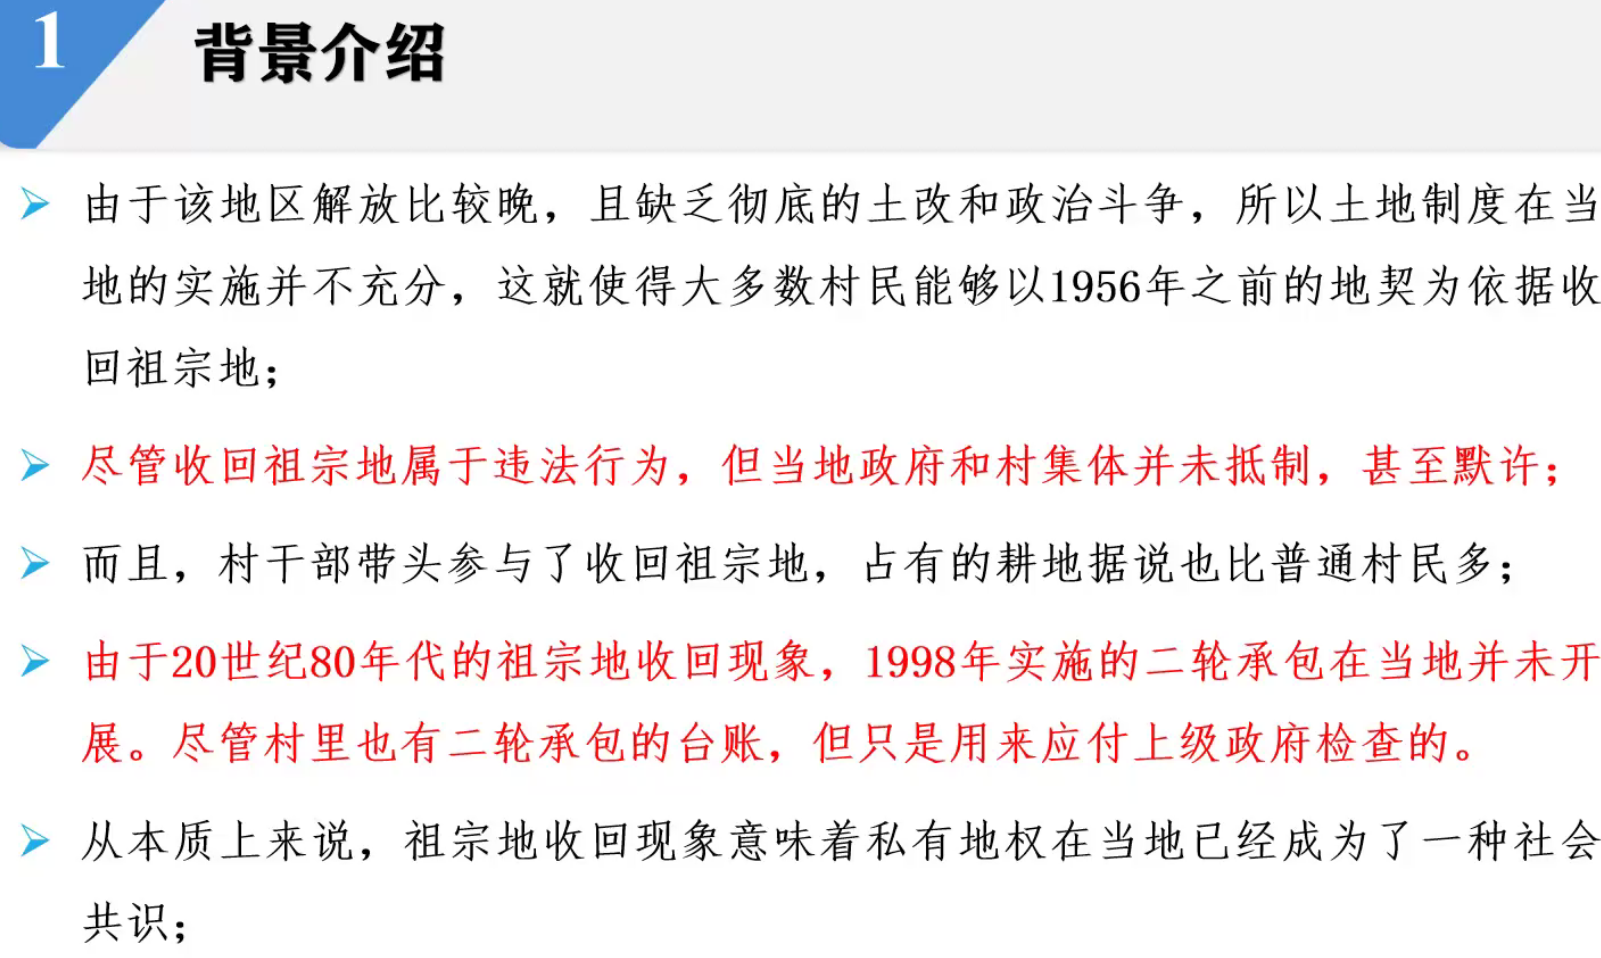 1
背景介绍
由于该地区解放比较晚，且缺乏彻底的土改和政治斗争，所以土地制度在当
地的实施并不充分，这就使得大多数村民能够以1956年之前的地契为依据收
回祖宗地；
尽管收回祖宗地属于违法行为，但当地政府和村集体并未抵制，甚至默许；
而且，村干部带头参与了收回祖宗地，占有的耕地据说也比普通村民多；
由于20世纪80年代的祖宗地收回现象，1998年实施的二轮承包在当地并未开
展。尽管村里也有二轮承包的台账，但只是用来应付上级政府检查的。
从本质上来说，祖宗地收回现象意味着私有地权在当地已经成为了一种社会
共识；